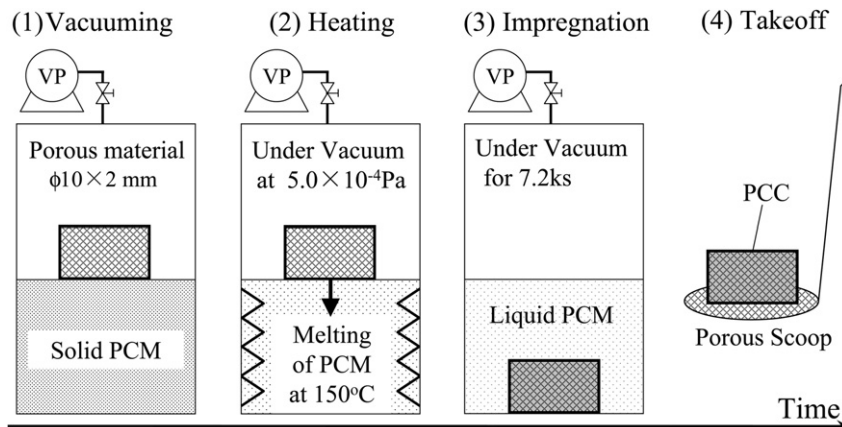 (1) Vacuuming
VP
Porous material
ϕ10×2 mm
Solid PCM
(2) Heating
VP
Under Vacuum
at 5.0×10⁻⁴Pa
Melting
of PCM
at 150°C
(3) Impregnation
VP
Under Vacuum
for 7.2ks
Liquid PCM
(4) Takeoff
PCC
Porous Scoop
Time